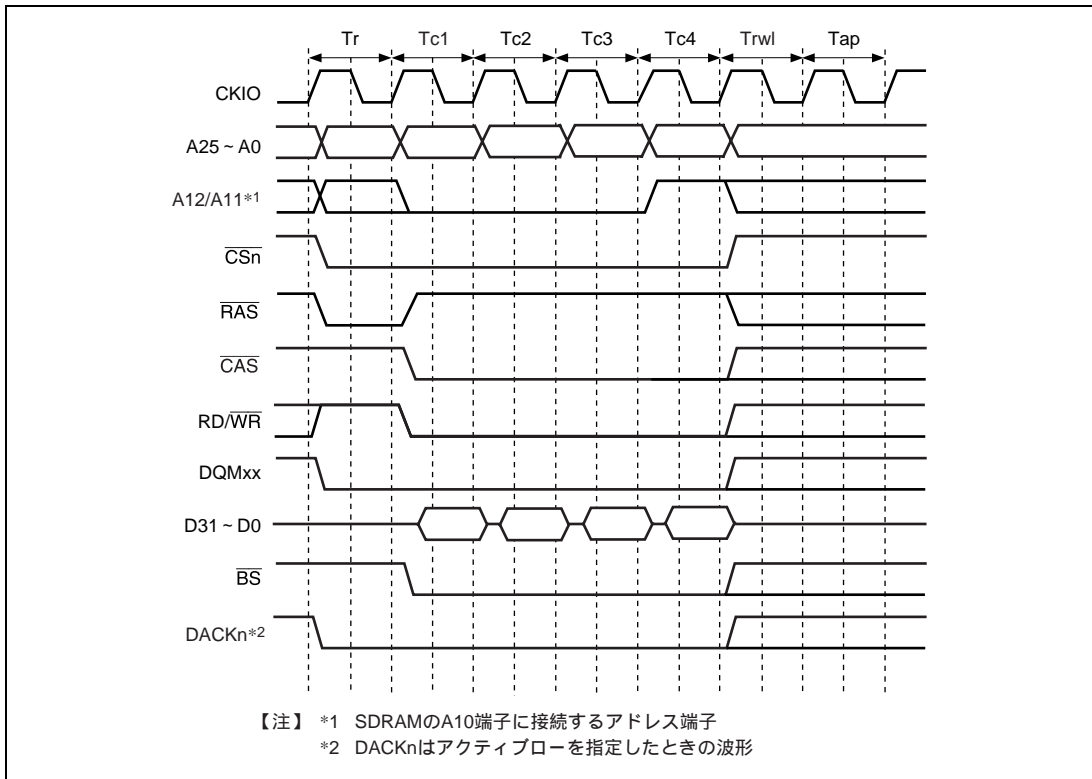 Tr Tc1 Tc2 Tc3 Tc4 Trwl Tap
CKIO
A25 ~ A0
A12/A11*1
CSn
RAS
CAS
RD/WR
DQMxx
D31 ~ D0
BS
DACKn*2
【注】 *1 SDRAMのA10端子に接続するアドレス端子
*2 DACKnはアクティブローを指定したときの波形